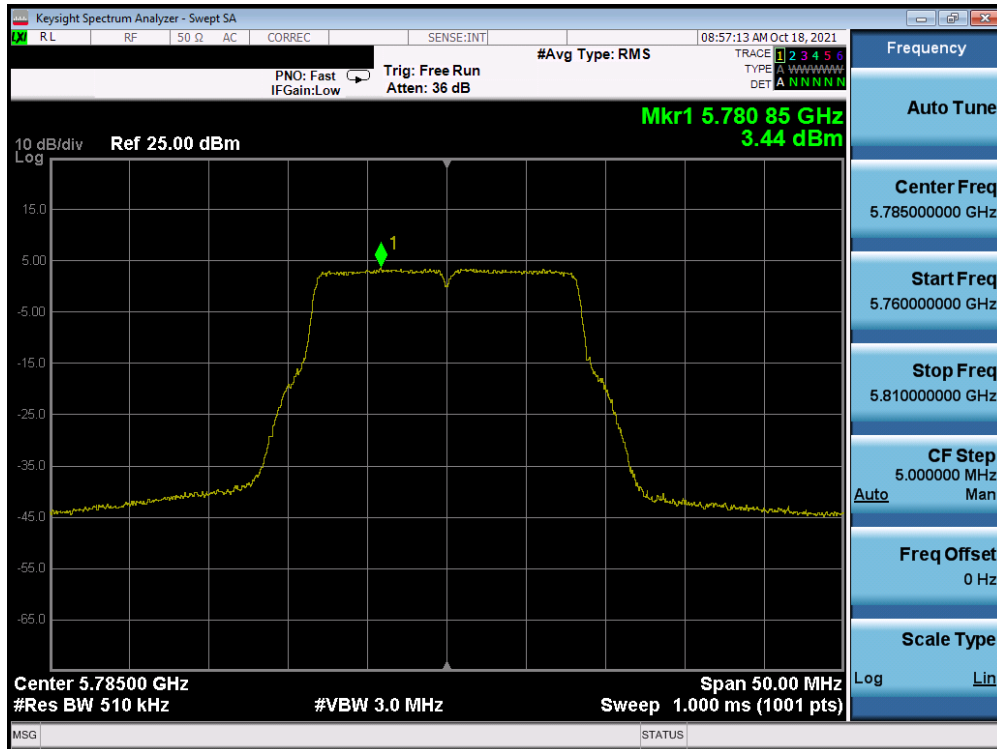 Keysight Spectrum Analyzer - Swept SA
LXI RL RF 50 Ω AC CORREC SENSE:INT 08:57:13 AM Oct 18, 2021
#Avg Type: RMS
TRACE 1 2 3 4 5 6
TYPE A WWWWWW
DET A N N N N N
PNO: Fast Trig: Free Run
IFGain:Low Atten: 36 dB
Mkr1 5.780 85 GHz
3.44 dBm
10 dB/div Ref 25.00 dBm
Log
15.0
5.00
-5.00
-15.0
-25.0
-35.0
-45.0
-55.0
-65.0
1
Center 5.78500 GHz Span 50.00 MHz
#Res BW 510 kHz #VBW 3.0 MHz Sweep 1.000 ms (1001 pts)
MSG STATUS
Frequency
Auto Tune
Center Freq
5.785000000 GHz
Start Freq
5.760000000 GHz
Stop Freq
5.810000000 GHz
CF Step
5.000000 MHz
Auto Man
Freq Offset
0 Hz
Scale Type
Log Lin